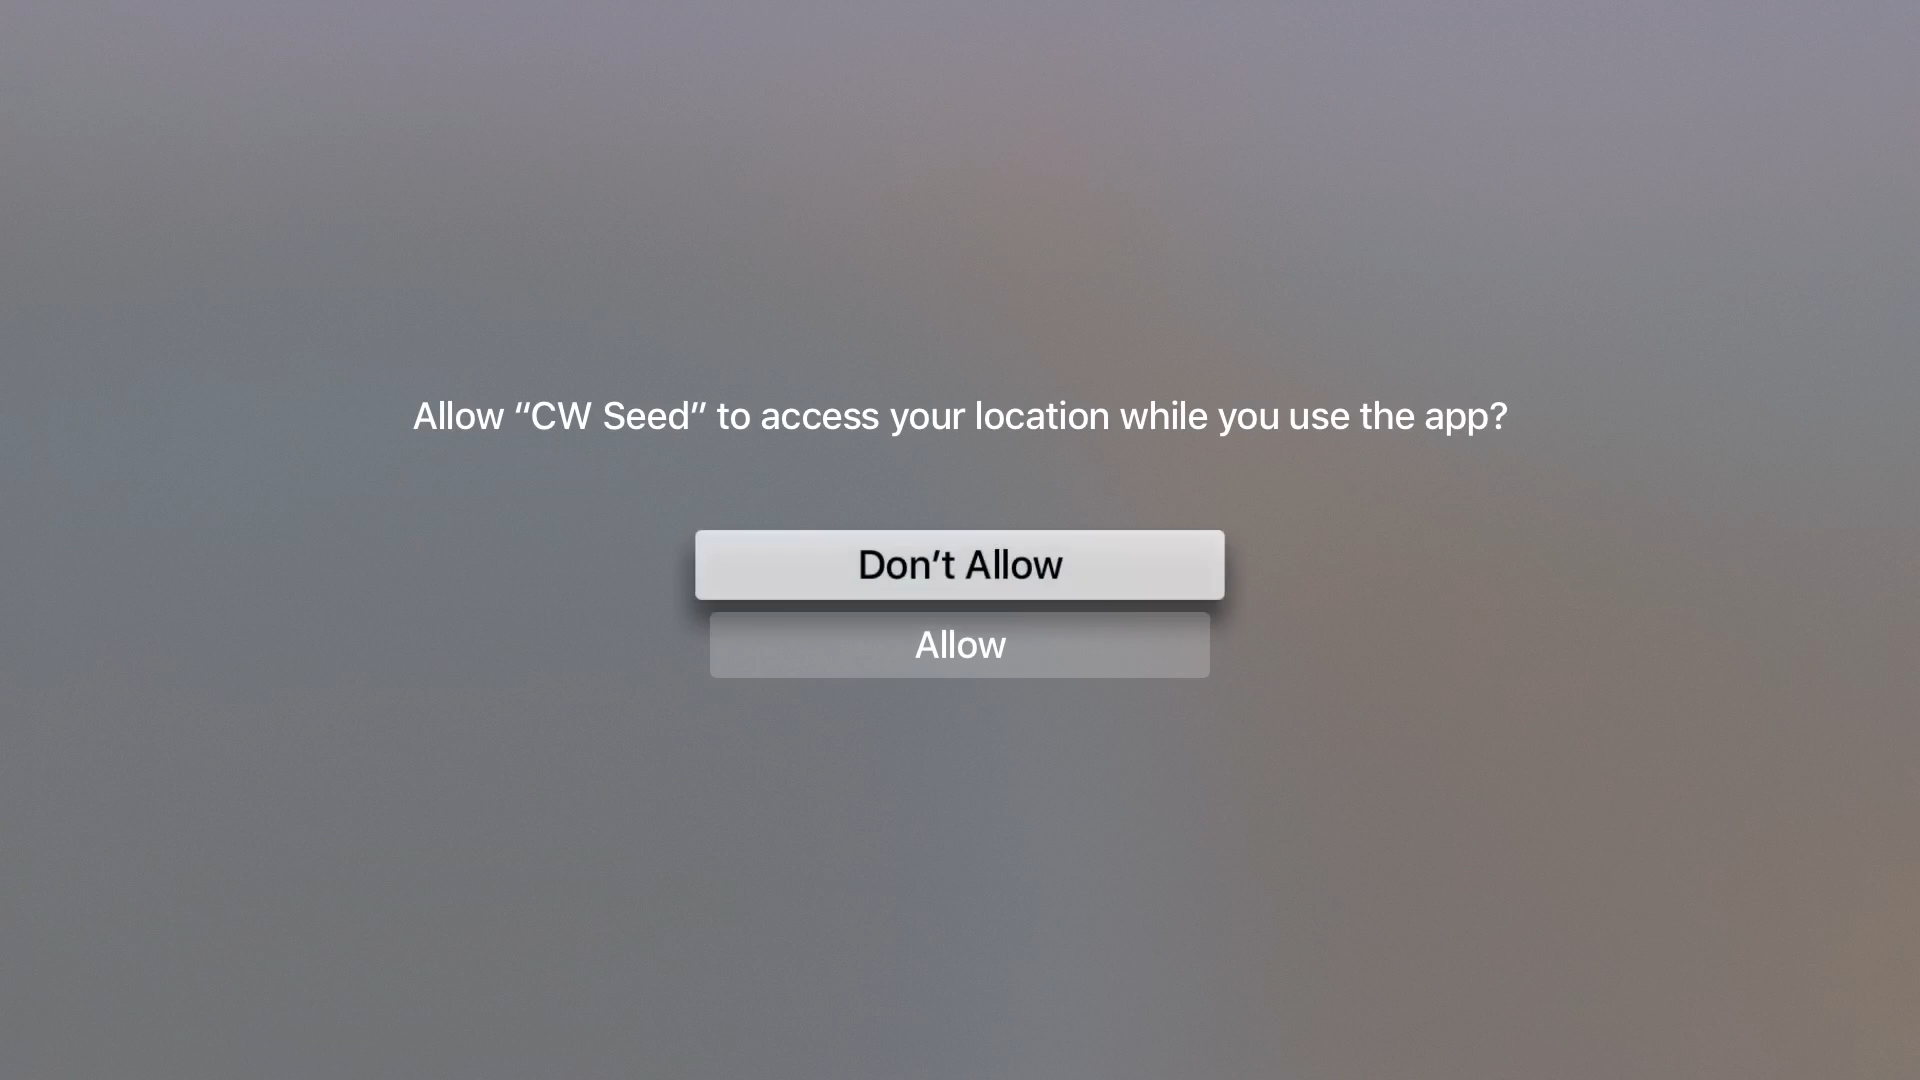 Allow “CW Seed” to access your location while you use the app?
Don’t Allow
Allow